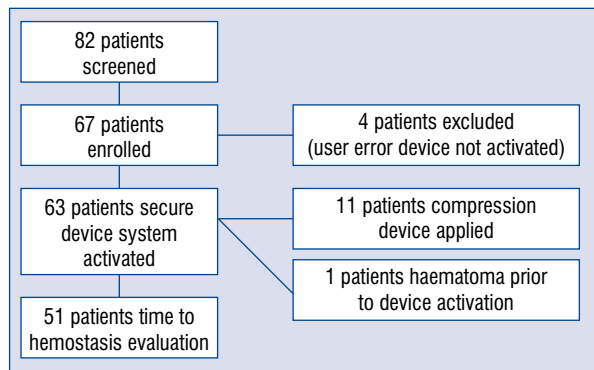 82 patients
screened
67 patients
enrolled
4 patients excluded
(user error device not activated)
63 patients secure
device system
activated
11 patients compression
device applied
1 patients haematoma prior
to device activation
51 patients time to
hemostasis evaluation